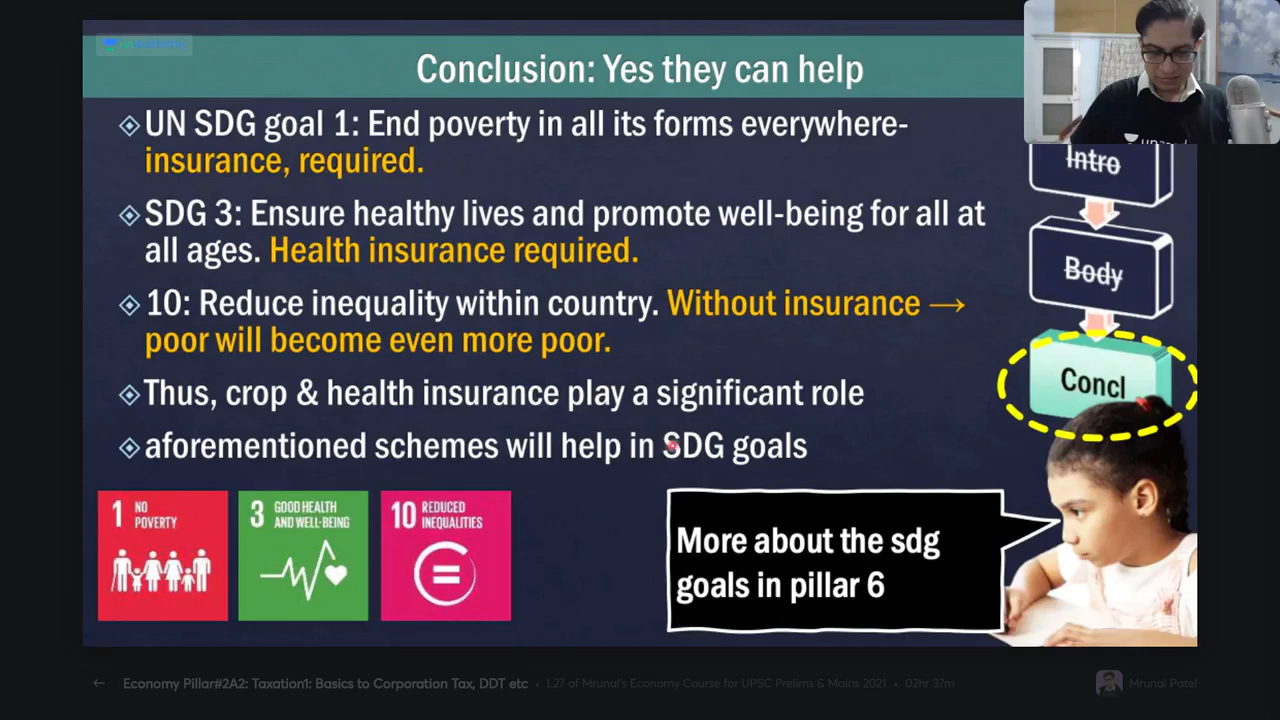 Conclusion: Yes they can help
UN SDG goal 1: End poverty in all its forms everywhere-
insurance, required.
SDG 3: Ensure healthy lives and promote well-being for all at
all ages. Health insurance required.
10: Reduce inequality within country. Without insurance →
poor will become even more poor.
Thus, crop & health insurance play a significant role
aforementioned schemes will help in SDG goals
Intro
Body
Concl
1 NO
POVERTY
3 GOOD HEALTH
AND WELL-BEING
10 REDUCED
INEQUALITIES
More about the sdg
goals in pillar 6
← Economy Pillar#2A2: Taxation1: Basics to Corporation Tax, DDT etc • L27 of Mrunal's Economy Course for UPSC Prelims & Mains 2021 • 02hr 37m
Mrunal Patel